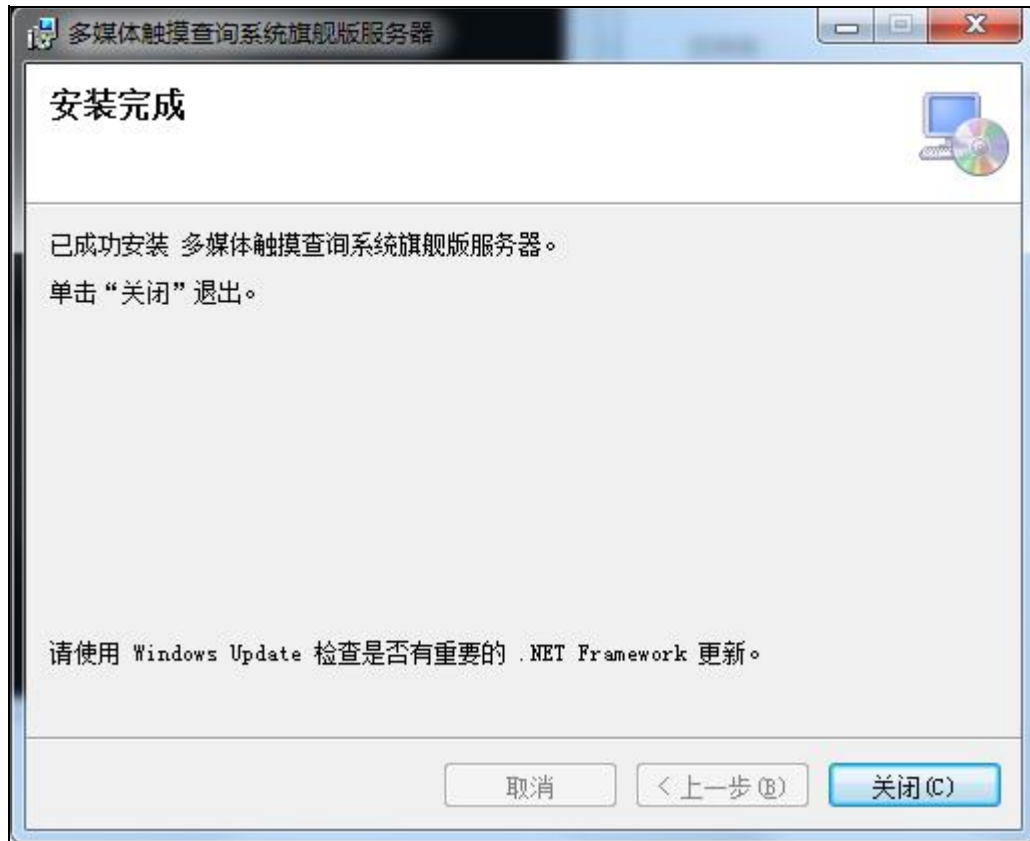 多媒体触摸查询系统旗舰版服务器
安装完成
已成功安装 多媒体触摸查询系统旗舰版服务器。
单击“关闭”退出。
请使用 Windows Update 检查是否有重要的 .NET Framework 更新。
取消
< 上一步(B)
关闭(C)